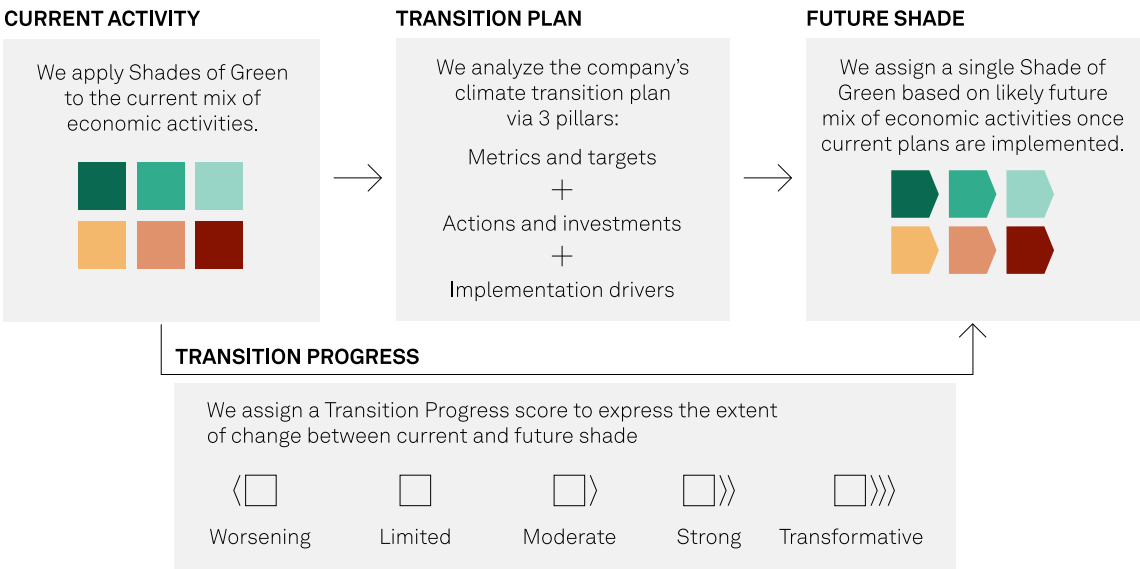 CURRENT ACTIVITY
We apply Shades of Green
to the current mix of
economic activities.
TRANSITION PLAN
We analyze the company's
climate transition plan
via 3 pillars:
Metrics and targets
+
Actions and investments
+
Implementation drivers
FUTURE SHADE
We assign a single Shade of
Green based on likely future
mix of economic activities once
current plans are implemented.
TRANSITION PROGRESS
We assign a Transition Progress score to express the extent
of change between current and future shade
Worsening
Limited
Moderate
Strong
Transformative